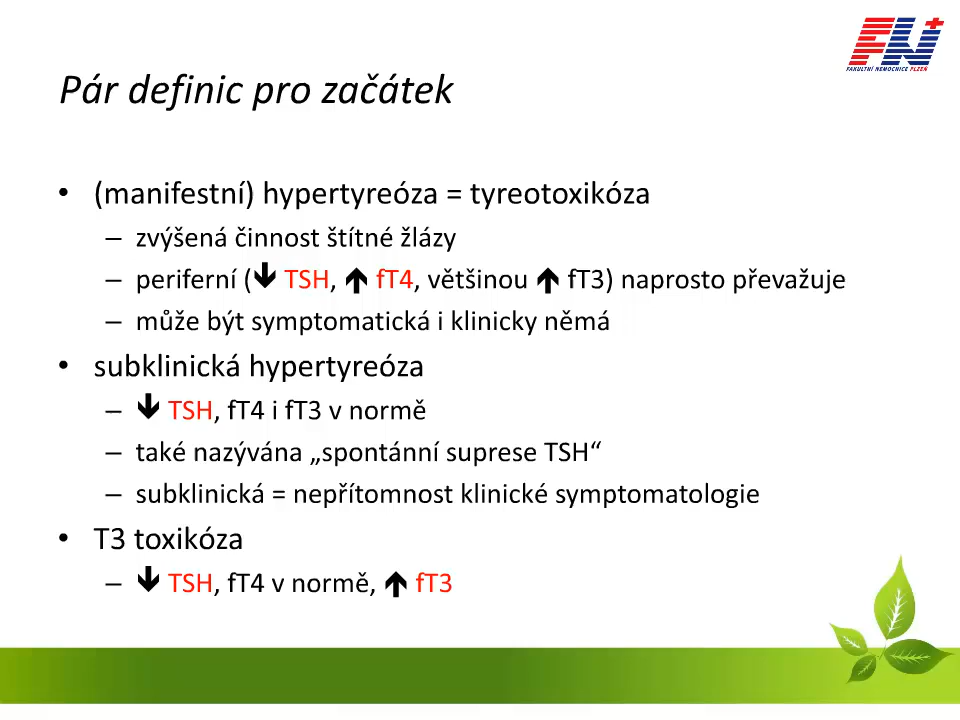 FN
FAKULTNÍ NEMOCNICE PLZEŇ
Pár definic pro začátek
• (manifestní) hypertyreóza = tyreotoxikóza
– zvýšená činnost štítné žlázy
– periferní (🡻 TSH, 🡹 fT4, většinou 🡹 fT3) naprosto převažuje
– může být symptomatická i klinicky němá
• subklinická hypertyreóza
– 🡻 TSH, fT4 i fT3 v normě
– také nazývána „spontánní suprese TSH“
– subklinická = nepřítomnost klinické symptomatologie
• T3 toxikóza
– 🡻 TSH, fT4 v normě, 🡹 fT3